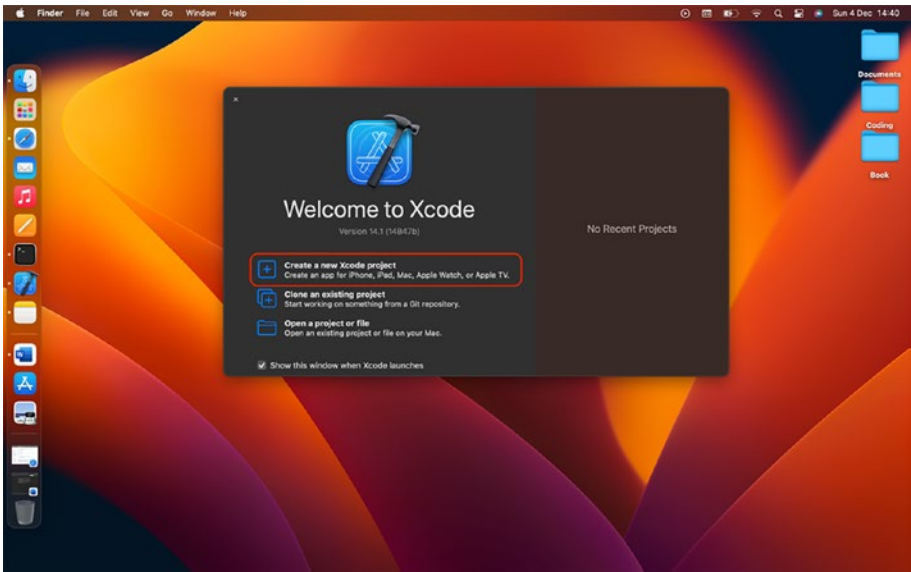 Finder File Edit View Go Window Help
Sun 4 Dec 14:40
Documents
Coding
Book
Welcome to Xcode
Version 14.1 (14B47b)
No Recent Projects
Create a new Xcode project
Create an app for iPhone, iPad, Mac, Apple Watch, or Apple TV.
Clone an existing project
Start working on something from a Git repository.
Open a project or file
Open an existing project or file on your Mac.
Show this window when Xcode launches